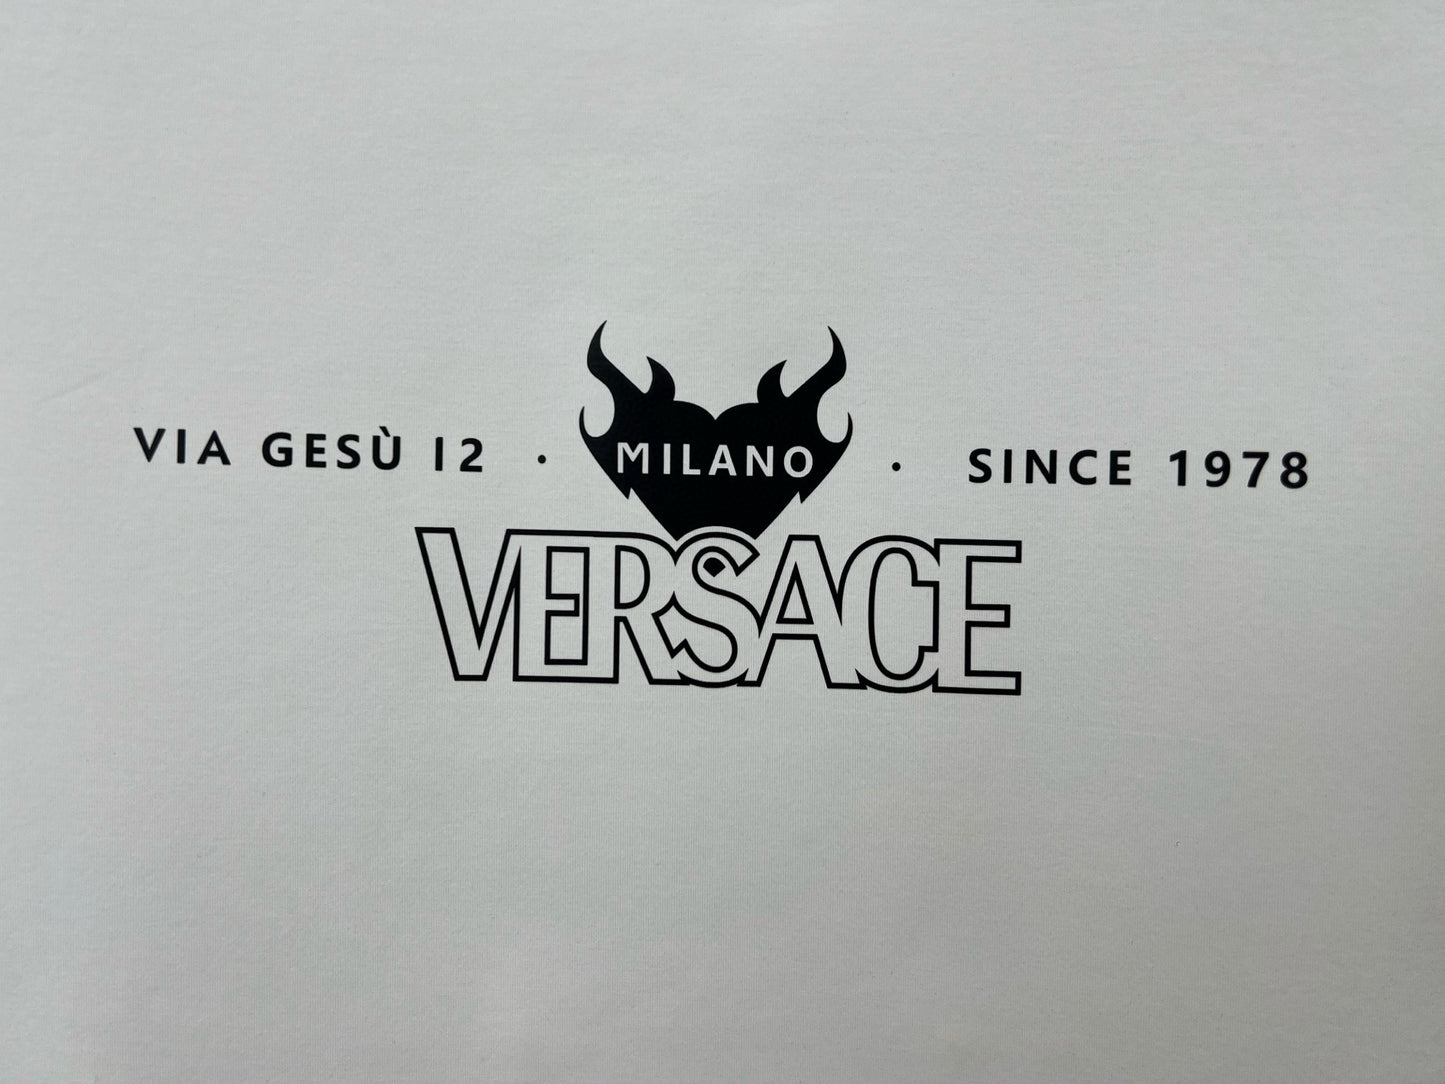 VIA GESÙ 12 · MILANO · SINCE 1978
VERSACE